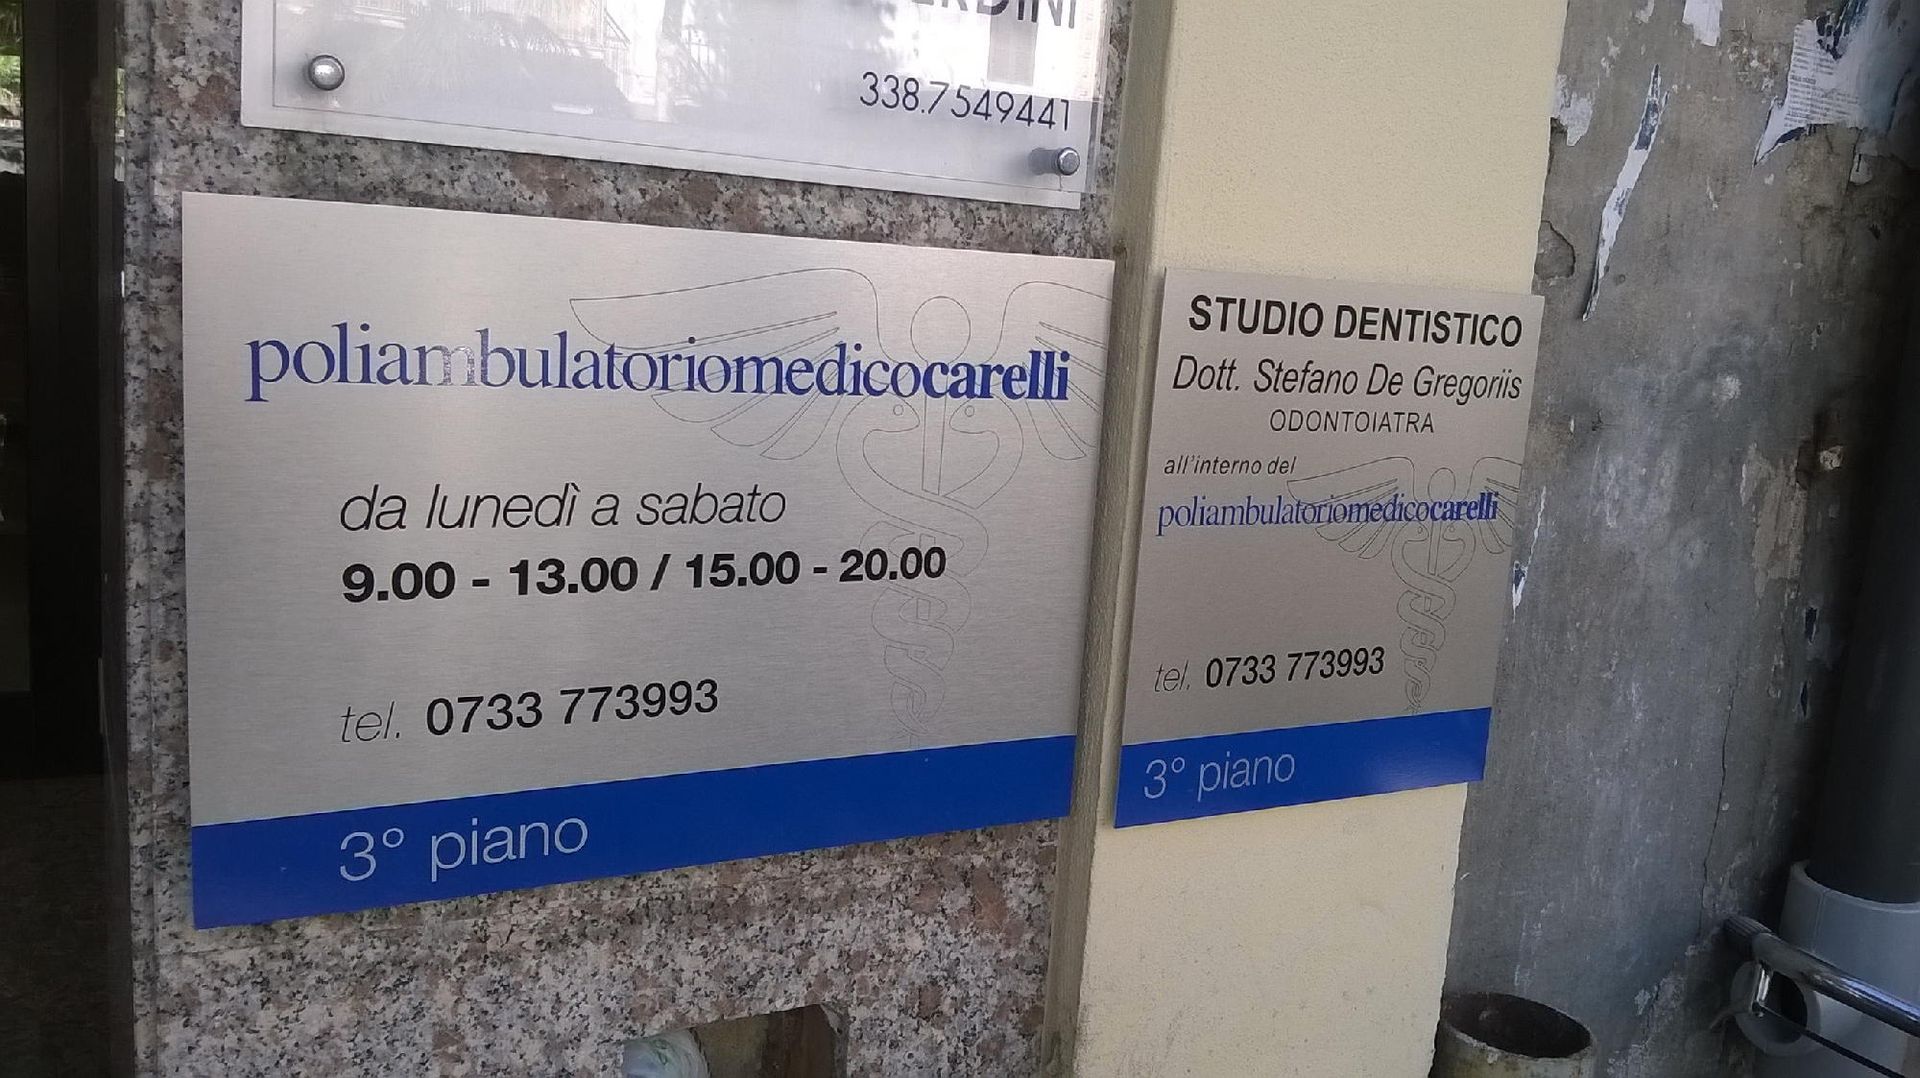 338.7549441
poliambulatoriomedicocarelli
da lunedì a sabato
9.00 - 13.00 / 15.00 - 20.00
tel. 0733 773993
3° piano
STUDIO DENTISTICO
Dott. Stefano De Gregoriis
ODONTOIATRA
all'interno del
poliambulatoriomedicocarelli
tel. 0733 773993
3° piano